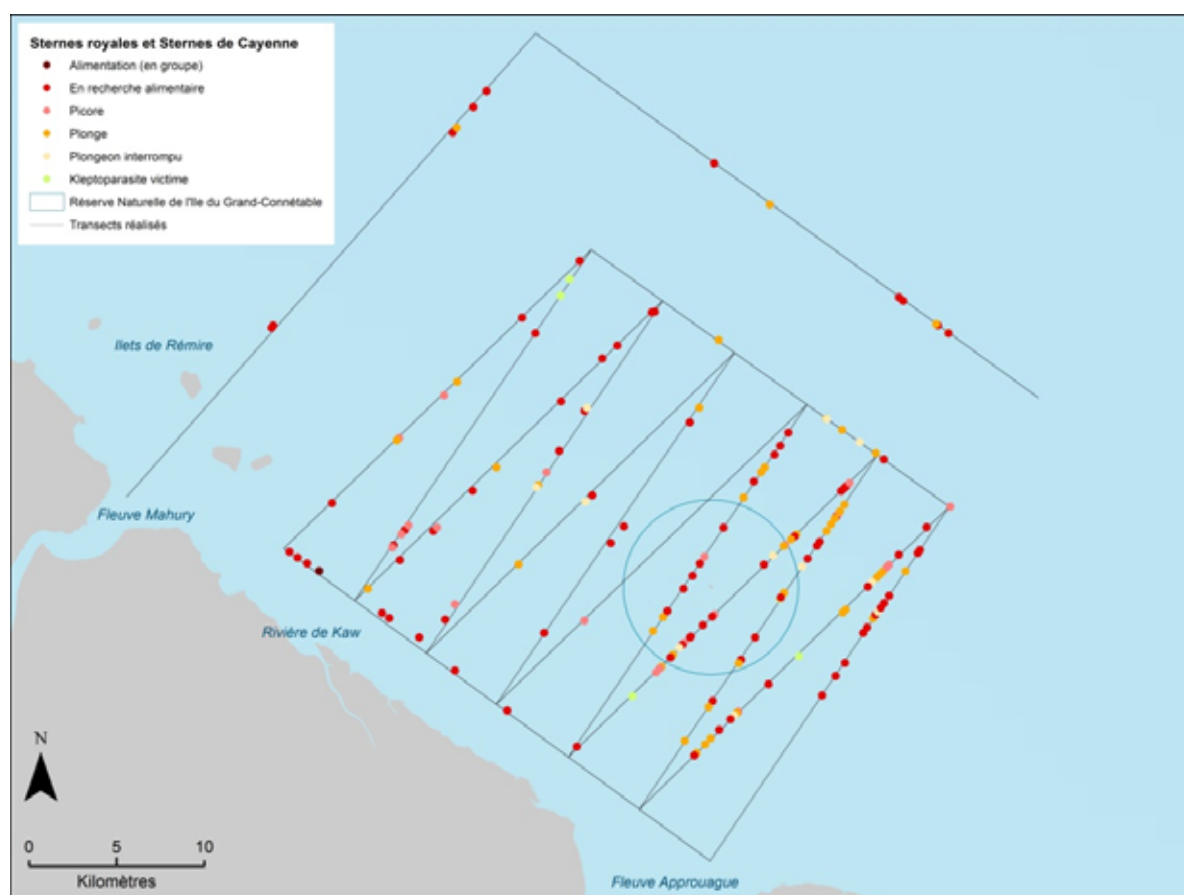 Sternes royales et Sternes de Cayenne
Alimentation (en groupe)
En recherche alimentaire
Picore
Plonge
Plongeon interrompu
Kleptoparasite victime
Réserve Naturelle de l'Ile du Grand-Connétable
Transects réalisés
Ilets de Rémire
Fleuve Mahury
Rivière de Kaw
N
0 5 10
Kilomètres
Fleuve Approuague